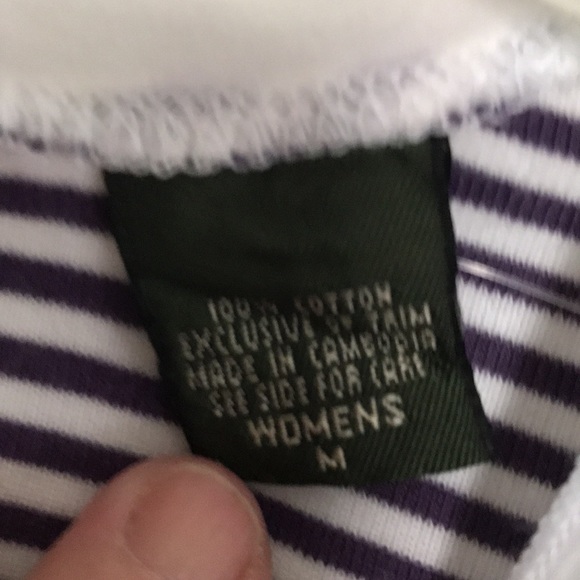 100% COTTON
EXCLUSIVE OF TRIM
MADE IN CAMBODIA
SEE SIDE FOR CARE
WOMENS
M